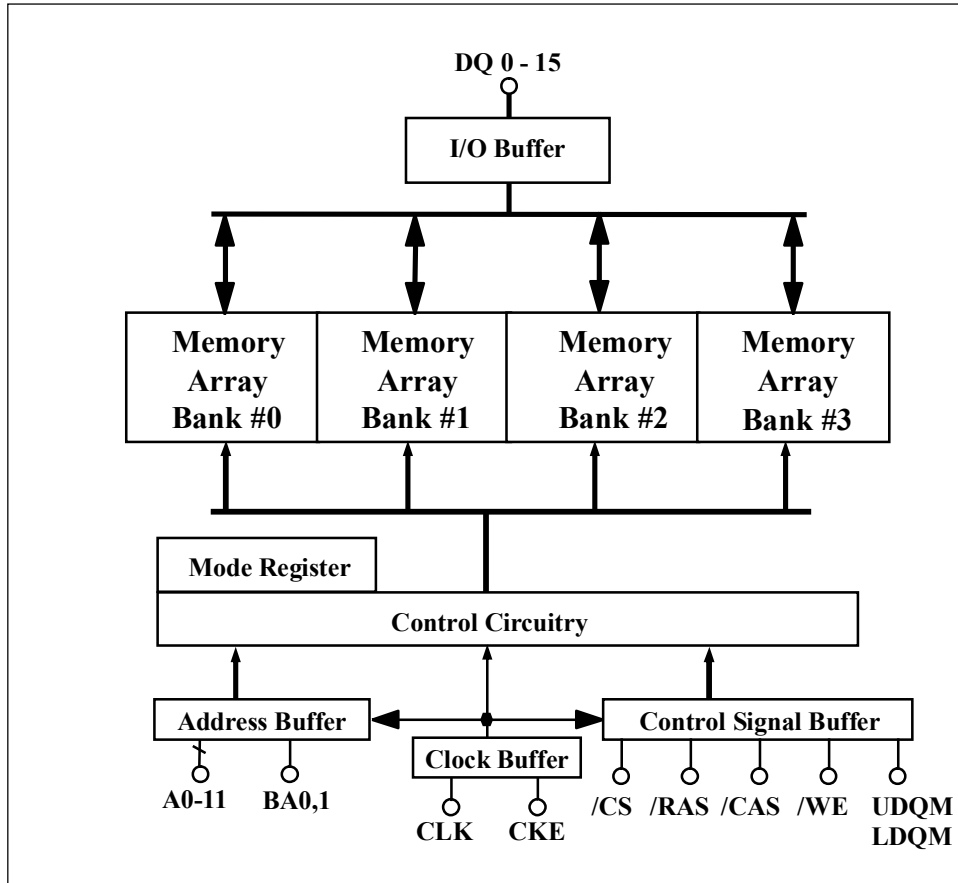 DQ 0 - 15
I/O Buffer
Memory
Array
Bank #0
Memory
Array
Bank #1
Memory
Array
Bank #2
Memory
Array
Bank #3
Mode Register
Control Circuitry
Address Buffer
Control Signal Buffer
Clock Buffer
A0-11
BA0,1
CLK
CKE
/CS
/RAS
/CAS
/WE
UDQM
LDQM